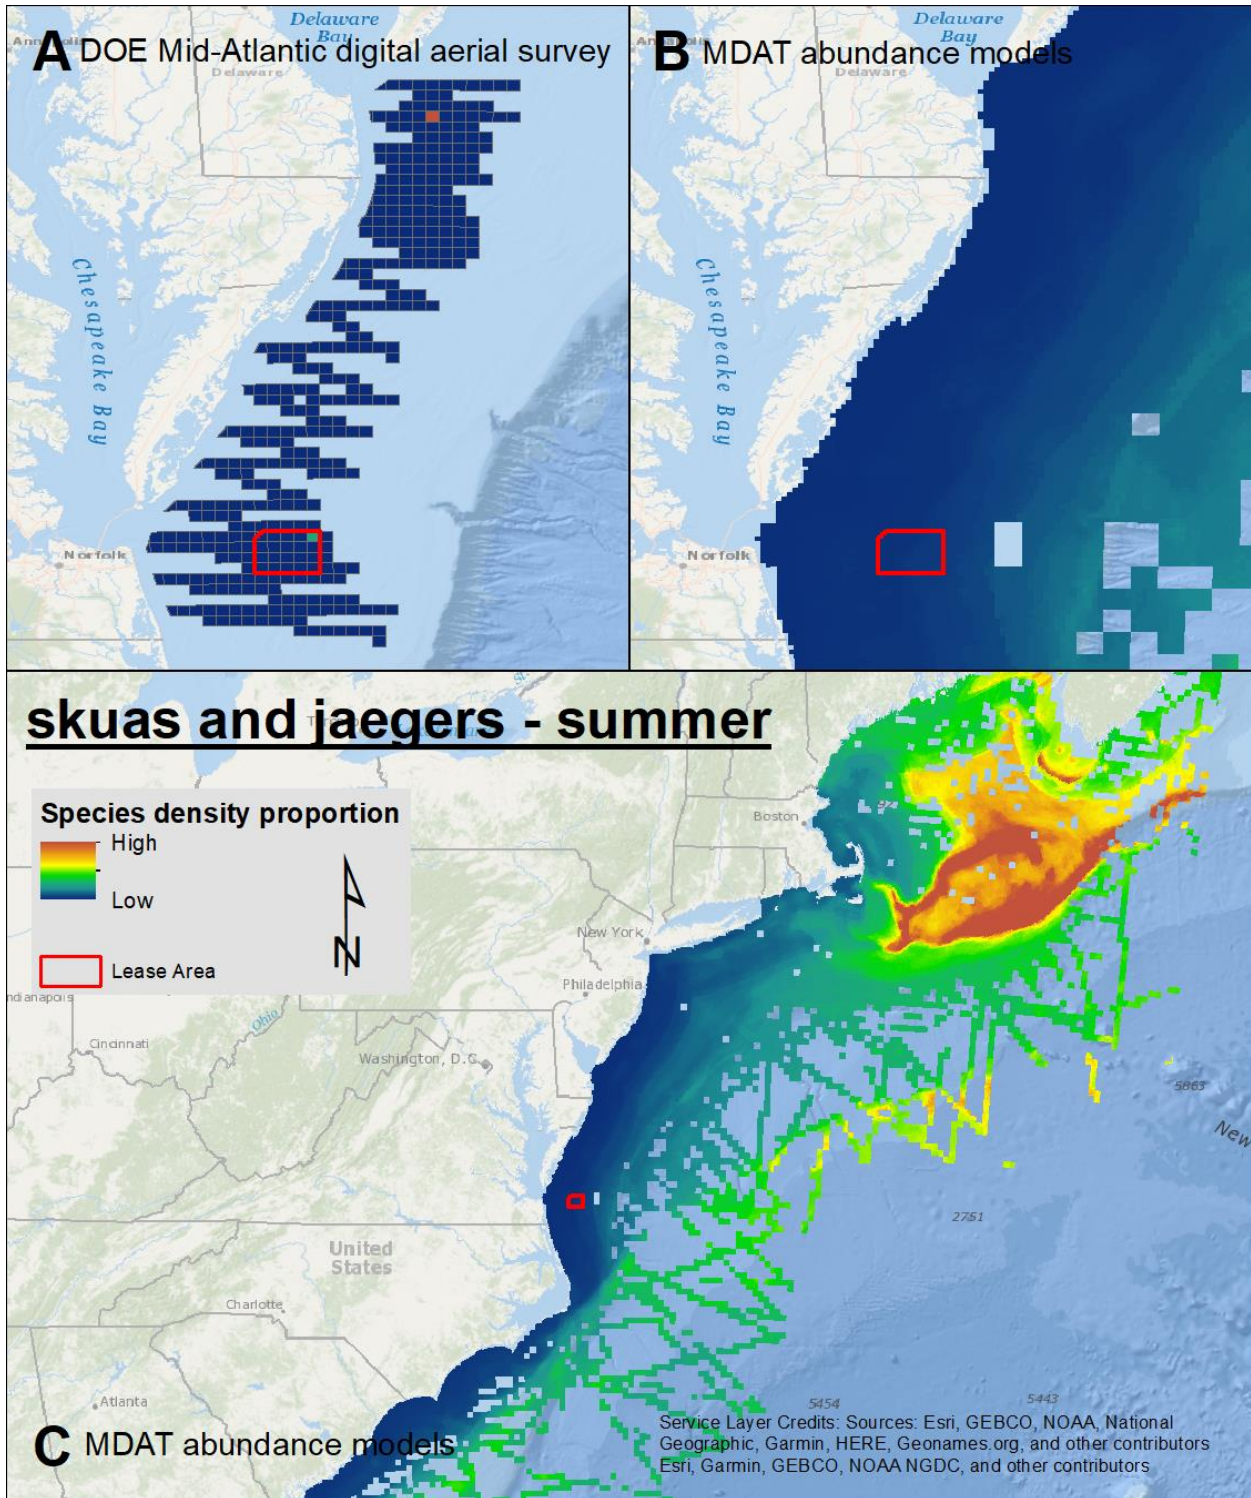 A DOE Mid-Atlantic digital aerial survey
Delaware
Bay
Delaware
Chesapeake Bay
Norfolk
B MDAT abundance models
Delaware
Bay
Delaware
Chesapeake Bay
Norfolk
skuas and jaegers - summer
Species density proportion
High
Low
N
Lease Area
Boston
New York
Philadelphia
Indianapolis
Ohio
Cincinnati
Washington, D.C.
5863
New
2751
United
States
Charlotte
Atlanta
5454
5443
C MDAT abundance models
Service Layer Credits: Sources: Esri, GEBCO, NOAA, National
Geographic, Garmin, HERE, Geonames.org, and other contributors
Esri, Garmin, GEBCO, NOAA NGDC, and other contributors